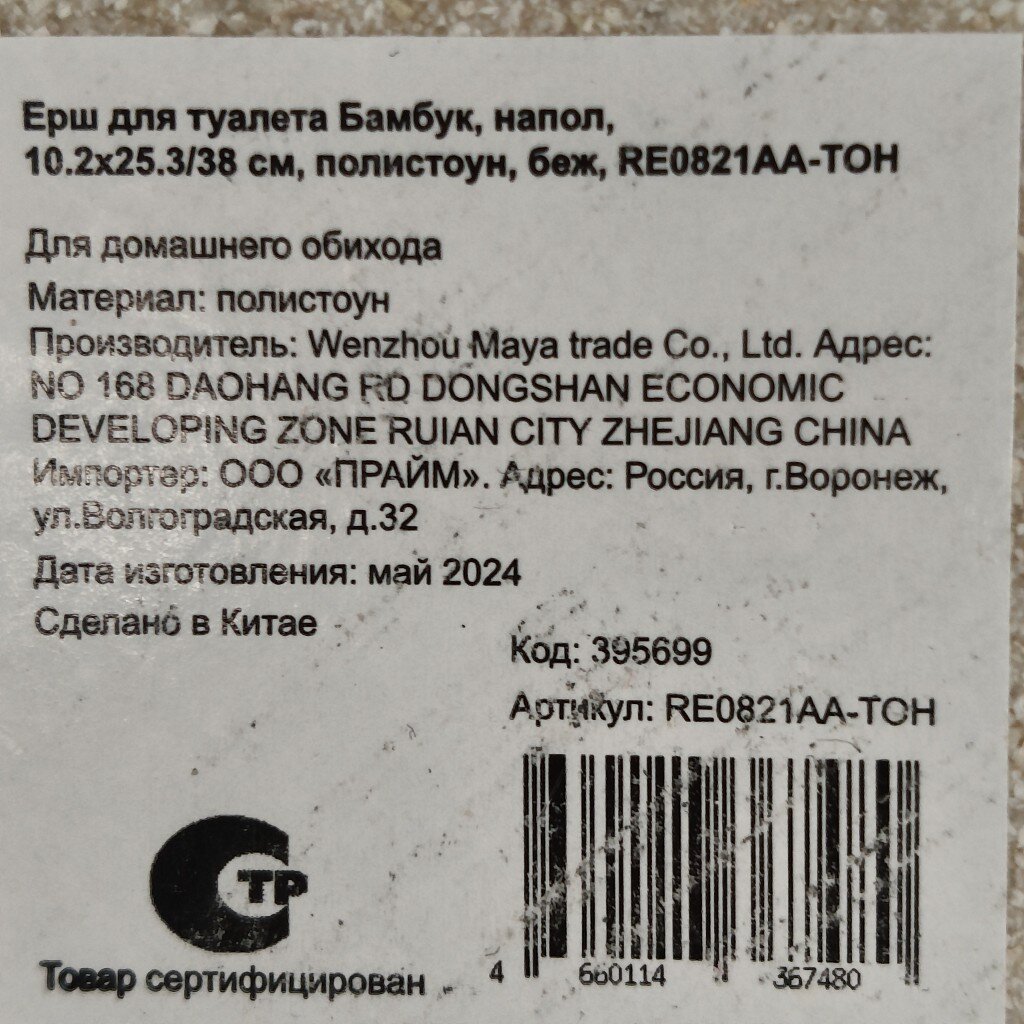 Ерш для туалета Бамбук, напол,
10.2x25.3/38 см, полистоун, беж, RE0821AA-TOH
Для домашнего обихода
Материал: полистоун
Производитель: Wenzhou Maya trade Co., Ltd. Адрес:
NO 168 DAOHANG RD DONGSHAN ECONOMIC
DEVELOPING ZONE RUIAN CITY ZHEJIANG CHINA
Импортер: ООО «ПРАЙМ». Адрес: Россия, г.Воронеж,
ул.Волгоградская, д.32
Дата изготовления: май 2024
Сделано в Китае
Код: 395699
Артикул: RE0821AA-TOH
СТР
Товар сертифицирован
4 660114 367480